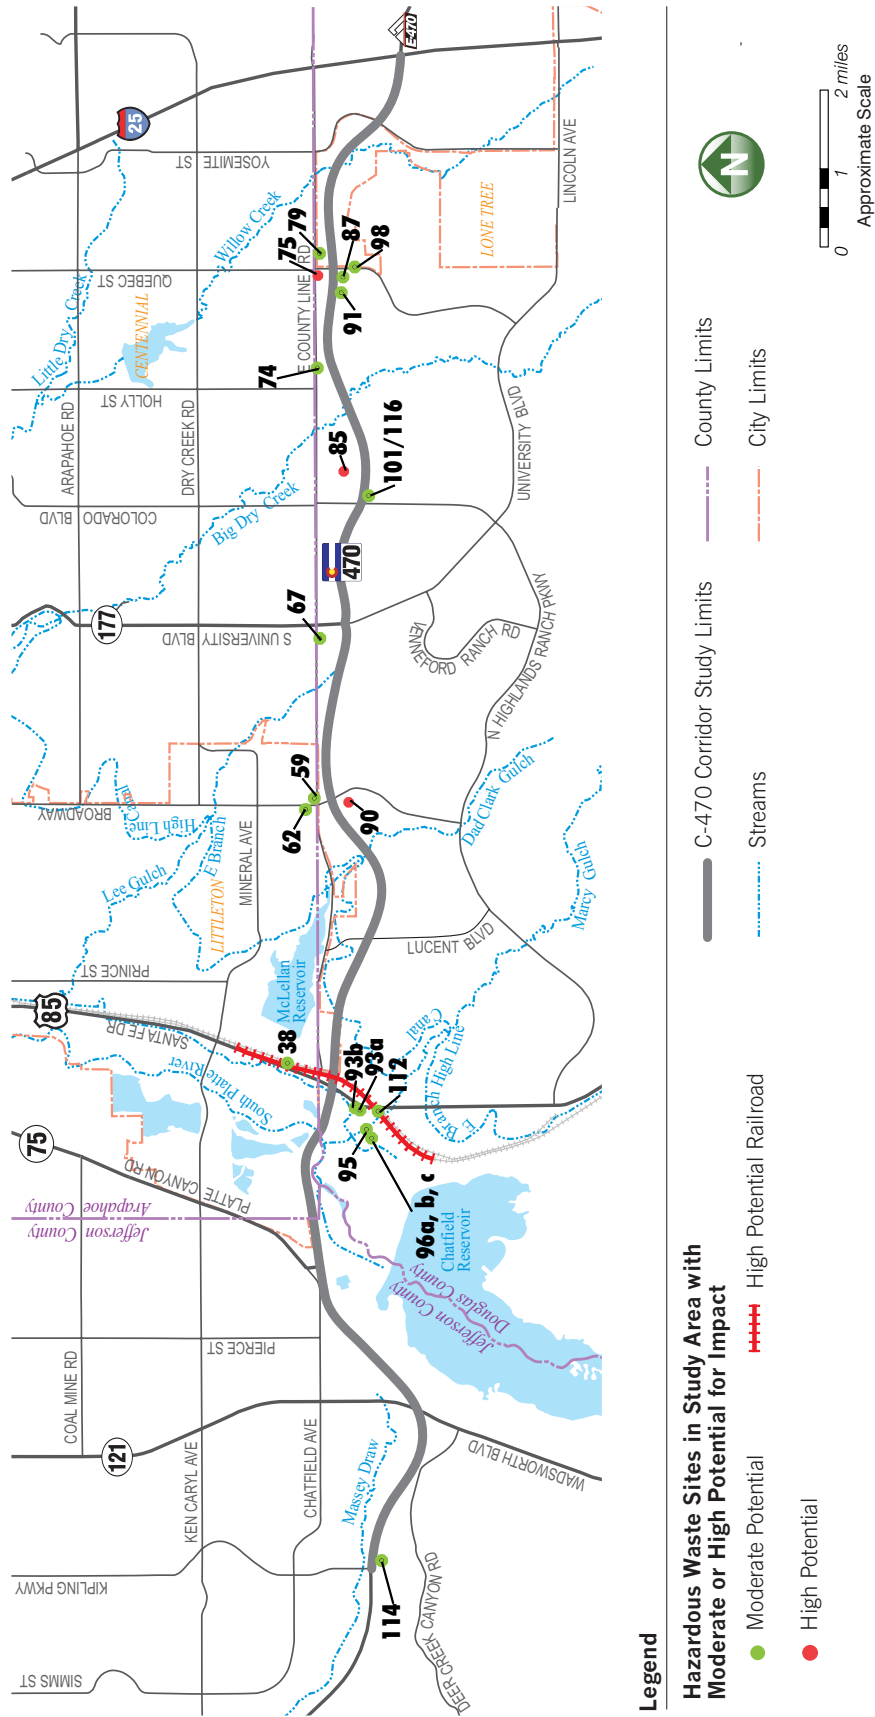 SIMMS ST
KIPLING PKWY
121
COAL MINE RD
KEN CARYL AVE
CHATFIELD AVE
PIERCE ST
Massey Draw
WADSWORTH BLVD
DEER CREEK CANYON RD
114
75
PLATTE CANYON RD
Jefferson County
Arapahoe County
Jefferson County
Douglas County
Chatfield
Reservoir
96a, b, c
95
93b
93a
112
38
85
SANTA FE DR
South Platte River
PRINCE ST
McLellan
Reservoir
E Branch High Line
Canal
LUCENT BLVD
Marcy Gulch
Dad Clark Gulch
Lee Gulch
LITTLETON
E Branch
High Line
Canal
MINERAL AVE
BROADWAY
62
59
90
177
S UNIVERSITY BLVD
67
N HIGHLANDS RANCH PKWY
VENNEFORD RANCH RD
470
COLORADO BLVD
Big Dry Creek
101/116
85
UNIVERSITY BLVD
ARAPAHOE RD
DRY CREEK RD
HOLLY ST
74
Little Dry Creek
CENTENNIAL
QUEBEC ST
E COUNTY LINE RD
75
79
91
87
98
Willow Creek
YOSEMITE ST
25
LONE TREE
LINCOLN AVE
E-470
Legend
Hazardous Waste Sites in Study Area with
Moderate or High Potential for Impact
Moderate Potential
High Potential
High Potential Railroad
C-470 Corridor Study Limits
Streams
County Limits
City Limits
N
0 1 2 miles
Approximate Scale